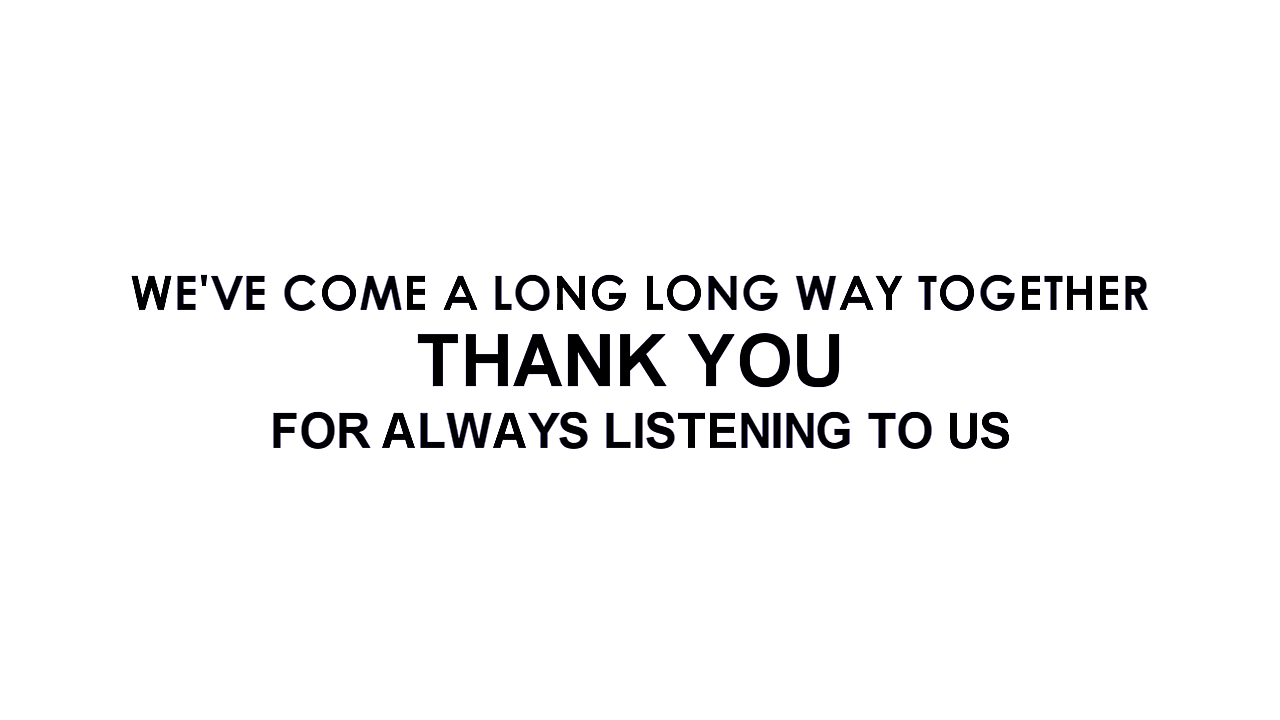 WE'VE COME A LONG LONG WAY TOGETHER
THANK YOU
FOR ALWAYS LISTENING TO US